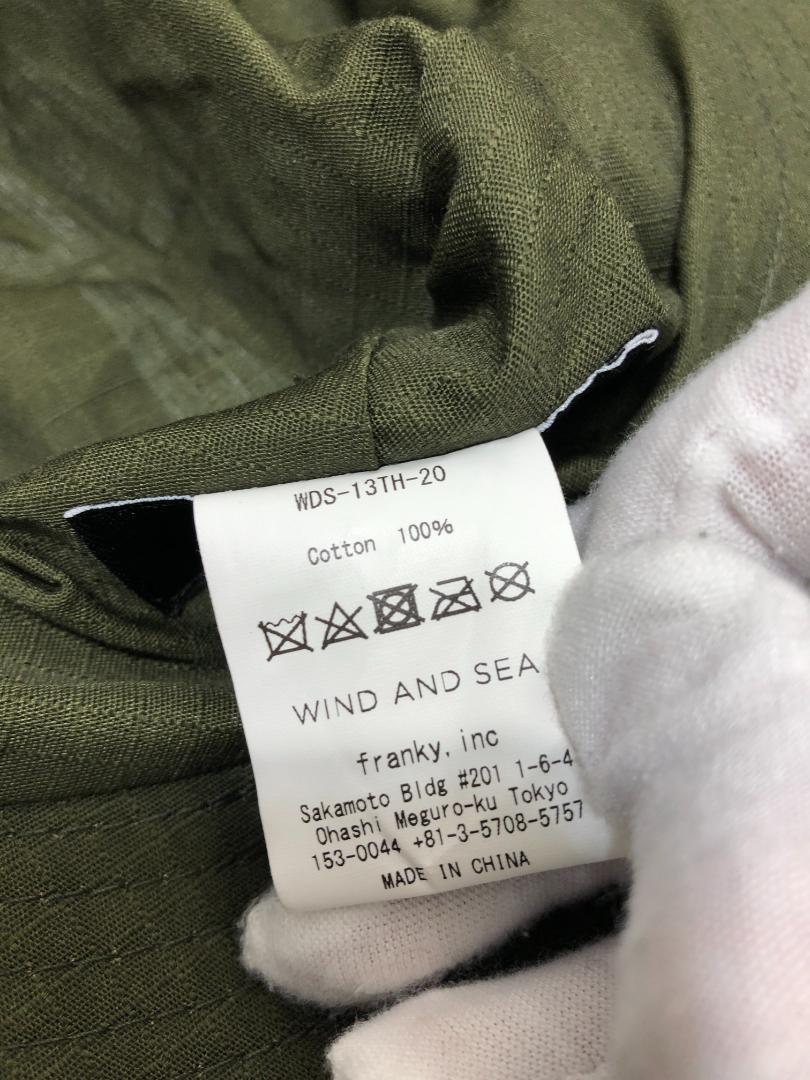 WDS-13TH-20
Cotton 100%
WIND AND SEA
franky, inc
Sakamoto Bldg #201 1-6-4
Ohashi Meguro-ku Tokyo
153-0044 +81-3-5708-5757
MADE IN CHINA